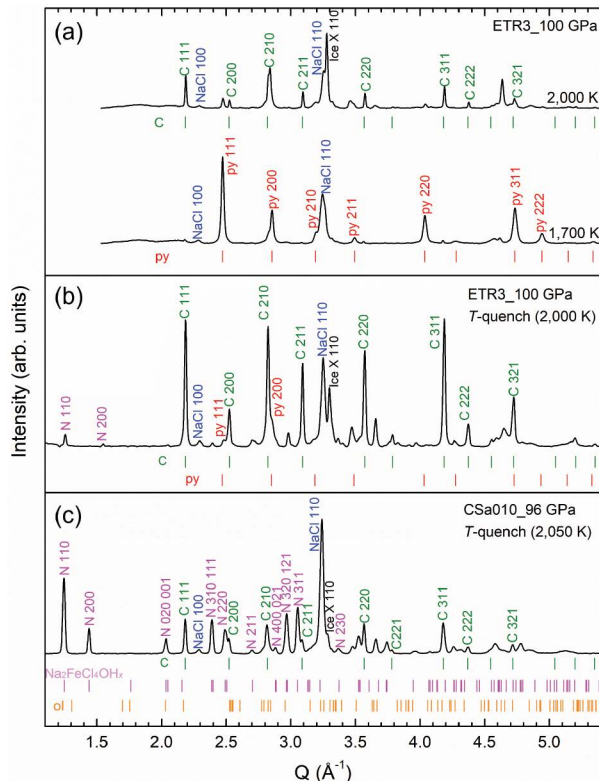 (a)
ETR3_100 GPa
C 111
NaCl 100
C 200
C 210
C 211
NaCl 110
Ice X 110
C 220
C 311
C 222
C 321
2,000 K
C
NaCl 100
py 111
py 200
py 210
NaCl 110
py 211
py 220
py 311
py 222
1,700 K
py
(b)
ETR3_100 GPa
T-quench (2,000 K)
N 110
N 200
C 111
NaCl 100
py 111
C 200
C 210
py 200
C 211
NaCl 110
Ice X 110
C 220
C 311
C 222
C 321
C
py
(c)
CSa010_96 GPa
T-quench (2,050 K)
N 110
N 200
N 020 001
C 111
NaCl 100
N 310 111
N 220
C 200
N 211
C 210
N 400 021
N 320 121
N 311
C 211
NaCl 110
Ice X 110
N 230
C 220
C221
C 311
C 222
C 321
C
Na₂FeCl₄OHₓ
ol
1.5 2.0 2.5 3.0 3.5 4.0 4.5 5.0
Q (Å⁻¹)
Intensity (arb. units)